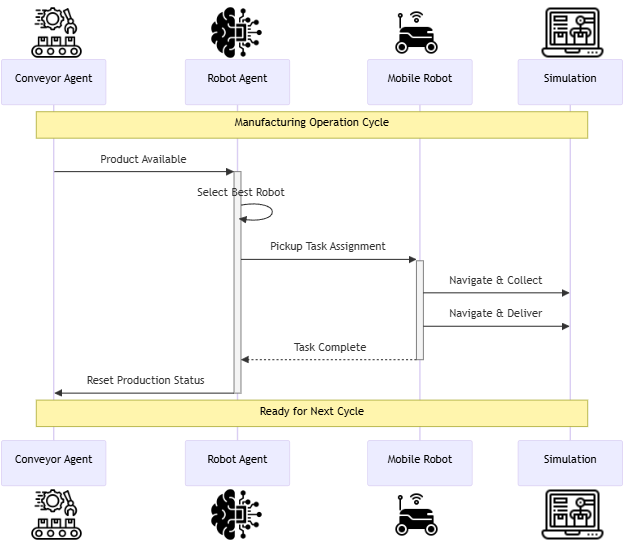 Conveyor Agent
Robot Agent
Mobile Robot
Simulation
Manufacturing Operation Cycle
Product Available
Select Best Robot
Pickup Task Assignment
Navigate & Collect
Navigate & Deliver
Task Complete
Reset Production Status
Ready for Next Cycle
Conveyor Agent
Robot Agent
Mobile Robot
Simulation